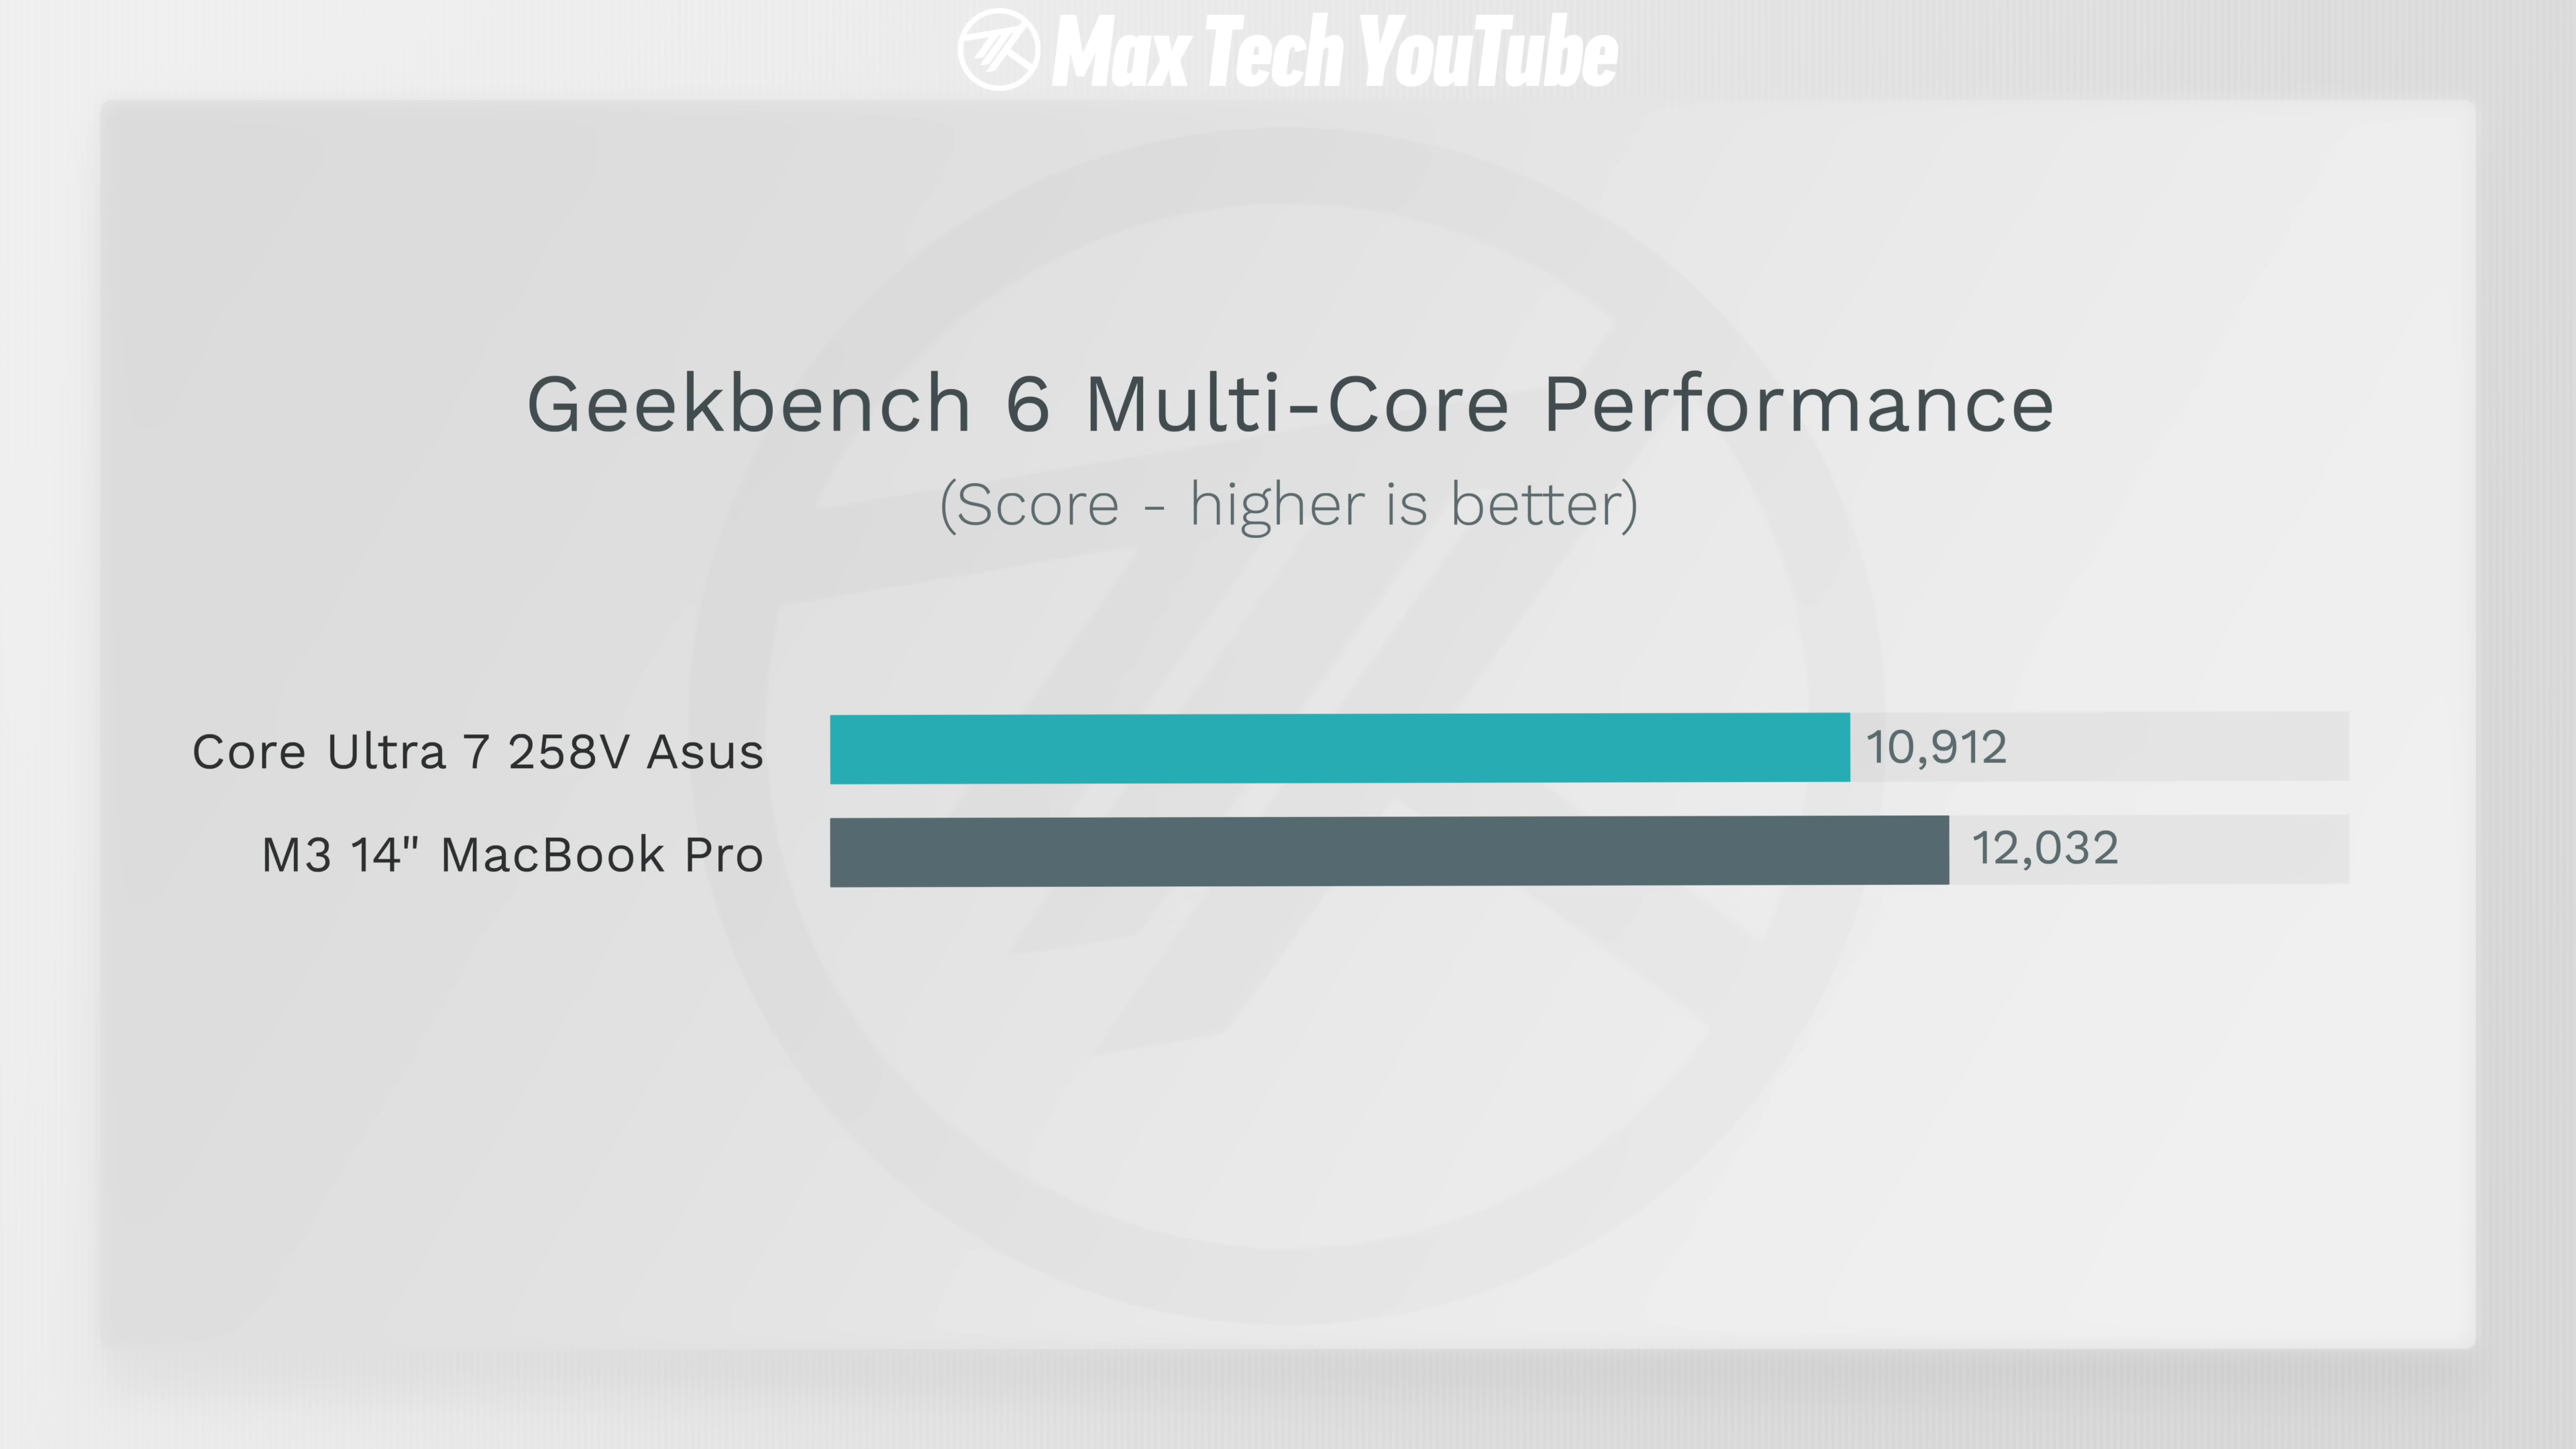 Max Tech YouTube
Geekbench 6 Multi-Core Performance
(Score - higher is better)
Core Ultra 7 258V Asus
10,912
M3 14" MacBook Pro
12,032